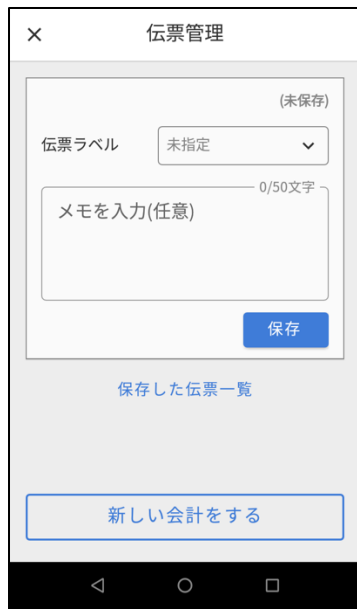 伝票管理
(未保存)
伝票ラベル 未指定
0/50文字
メモを入力(任意)
保存
保存した伝票一覧
新しい会計をする